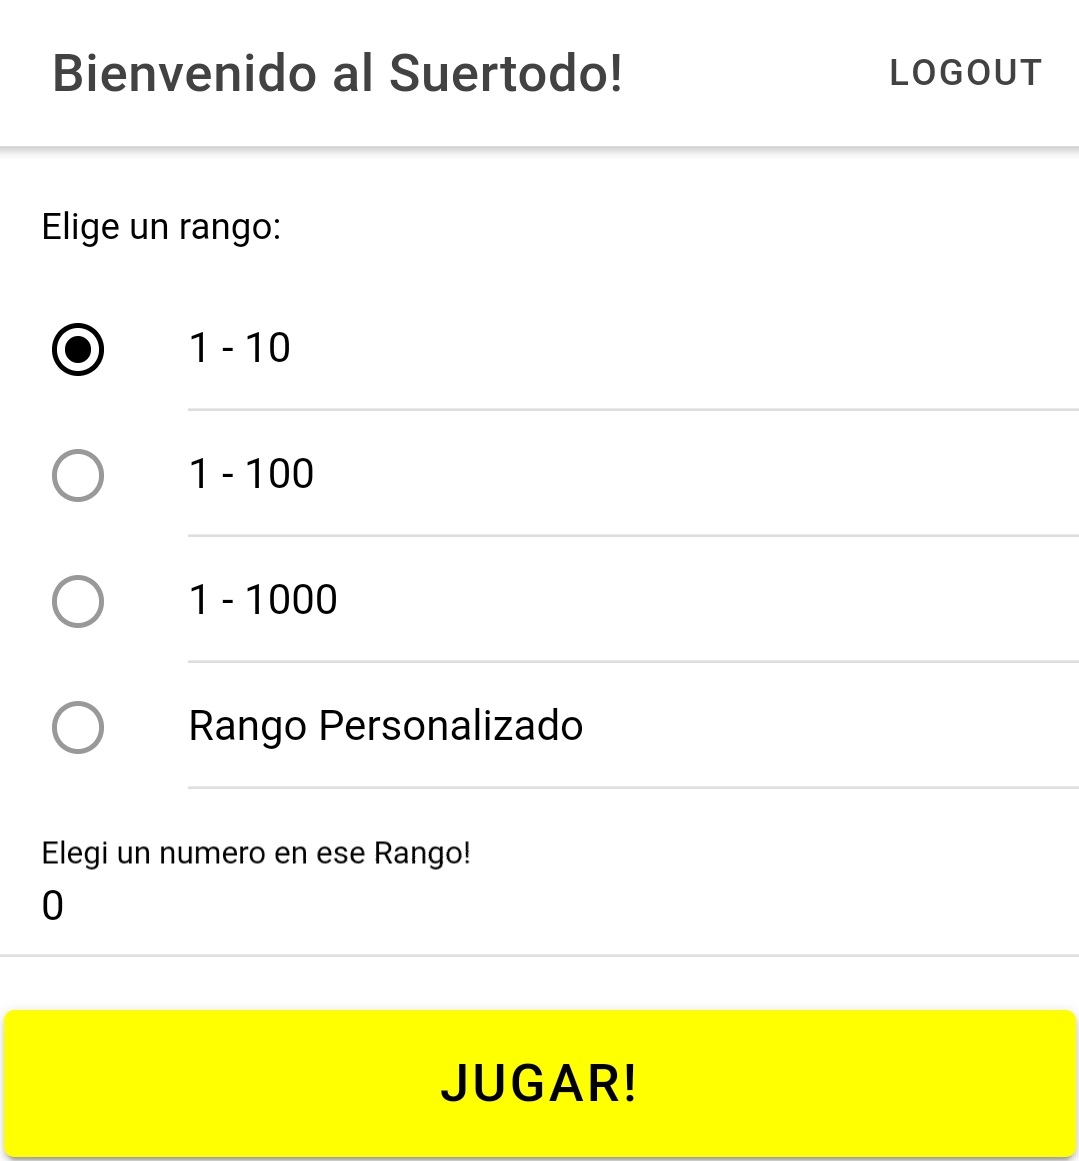 Bienvenido al Suertodo!
LOGOUT
Elige un rango:
1 - 10
1 - 100
1 - 1000
Rango Personalizado
Elegi un numero en ese Rango!
0
JUGAR!